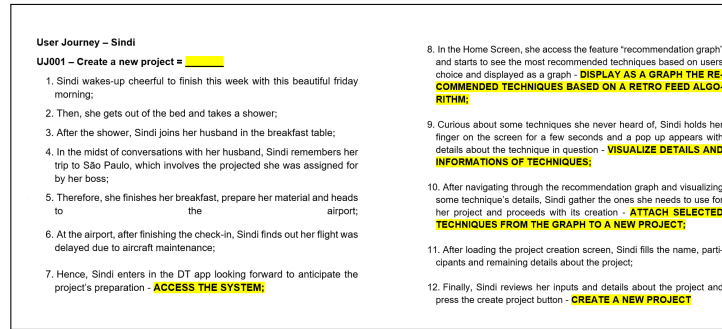 User Journey – Sindi
UJ001 – Create a new project =
1. Sindi wakes-up cheerful to finish this week with this beautiful friday
morning;
2. Then, she gets out of the bed and takes a shower;
3. After the shower, Sindi joins her husband in the breakfast table;
4. In the midst of conversations with her husband, Sindi remembers her
trip to São Paulo, which involves the projected she was assigned for
by her boss;
5. Therefore, she finishes her breakfast, prepare her material and heads
to the airport;
6. At the airport, after finishing the check-in, Sindi finds out her flight was
delayed due to aircraft maintenance;
7. Hence, Sindi enters in the DT app looking forward to anticipate the
project's preparation - ACCESS THE SYSTEM;
8. In the Home Screen, she access the feature “recommendation graph”
and starts to see the most recommended techniques based on users
choice and displayed as a graph - DISPLAY AS A GRAPH THE RE-
COMMENDED TECHNIQUES BASED ON A RETRO FEED ALGO-
RITHM;
9. Curious about some techniques she never heard of, Sindi holds her
finger on the screen for a few seconds and a pop up appears with
details about the technique in question - VISUALIZE DETAILS AND
INFORMATIONS OF TECHNIQUES;
10. After navigating through the recommendation graph and visualizing
some technique's details, Sindi gather the ones she needs to use for
her project and proceeds with its creation - ATTACH SELECTED
TECHNIQUES FROM THE GRAPH TO A NEW PROJECT;
11. After loading the project creation screen, Sindi fills the name, parti-
cipants and remaining details about the project;
12. Finally, Sindi reviews her inputs and details about the project and
press the create project button - CREATE A NEW PROJECT